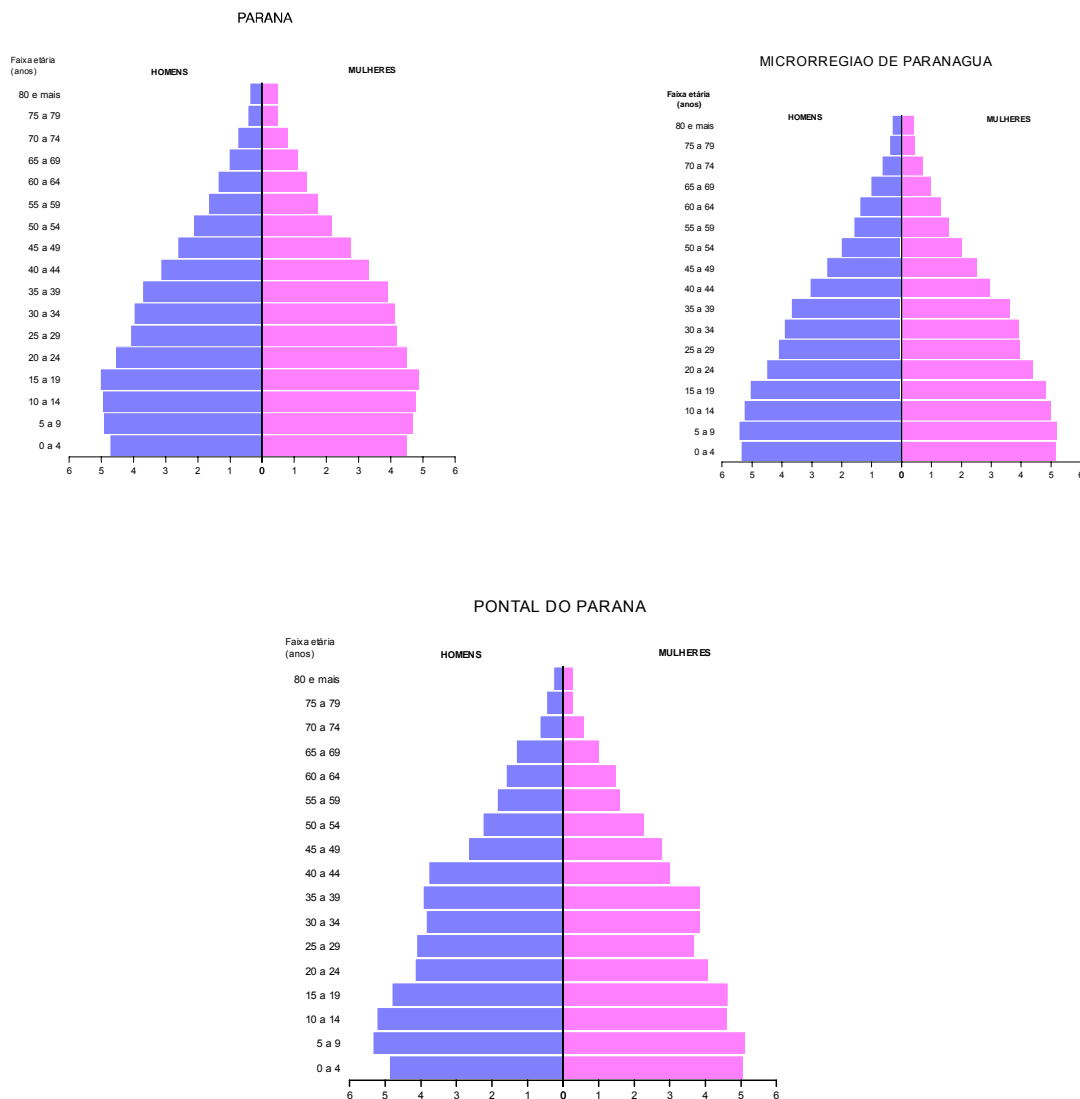 PARANA
Faixa etária
(anos)
HOMENS
MULHERES
80 e mais
75 a 79
70 a 74
65 a 69
60 a 64
55 a 59
50 a 54
45 a 49
40 a 44
35 a 39
30 a 34
25 a 29
20 a 24
15 a 19
10 a 14
5 a 9
0 a 4
6 5 4 3 2 1 0 1 2 3 4 5 6
MICRORREGIAO DE PARANAGUA
Faixa etária
(anos)
HOMENS
MULHERES
80 e mais
75 a 79
70 a 74
65 a 69
60 a 64
55 a 59
50 a 54
45 a 49
40 a 44
35 a 39
30 a 34
25 a 29
20 a 24
15 a 19
10 a 14
5 a 9
0 a 4
6 5 4 3 2 1 0 1 2 3 4 5 6
PONTAL DO PARANA
Faixa etária
(anos)
HOMENS
MULHERES
80 e mais
75 a 79
70 a 74
65 a 69
60 a 64
55 a 59
50 a 54
45 a 49
40 a 44
35 a 39
30 a 34
25 a 29
20 a 24
15 a 19
10 a 14
5 a 9
0 a 4
6 5 4 3 2 1 0 1 2 3 4 5 6